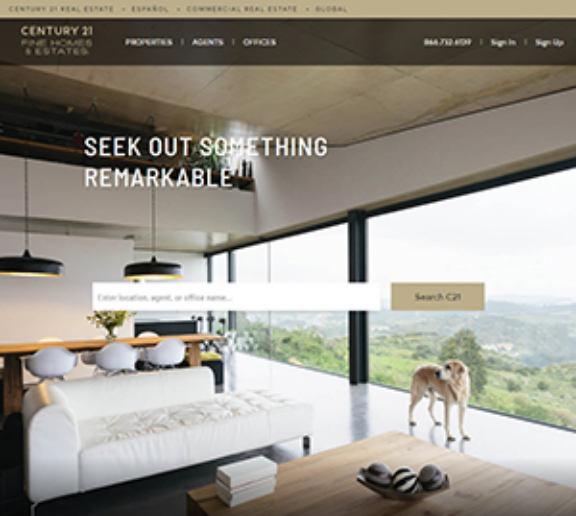 CENTURY 21 REAL ESTATE • ESPAÑOL • COMMERCIAL REAL ESTATE • GLOBAL
CENTURY 21
FINE HOMES
& ESTATES.
PROPERTIES | AGENTS | OFFICES
866.732.6139 | Sign In | Sign Up
SEEK OUT SOMETHING
REMARKABLE
Enter location, agent, or office name...
Search C21